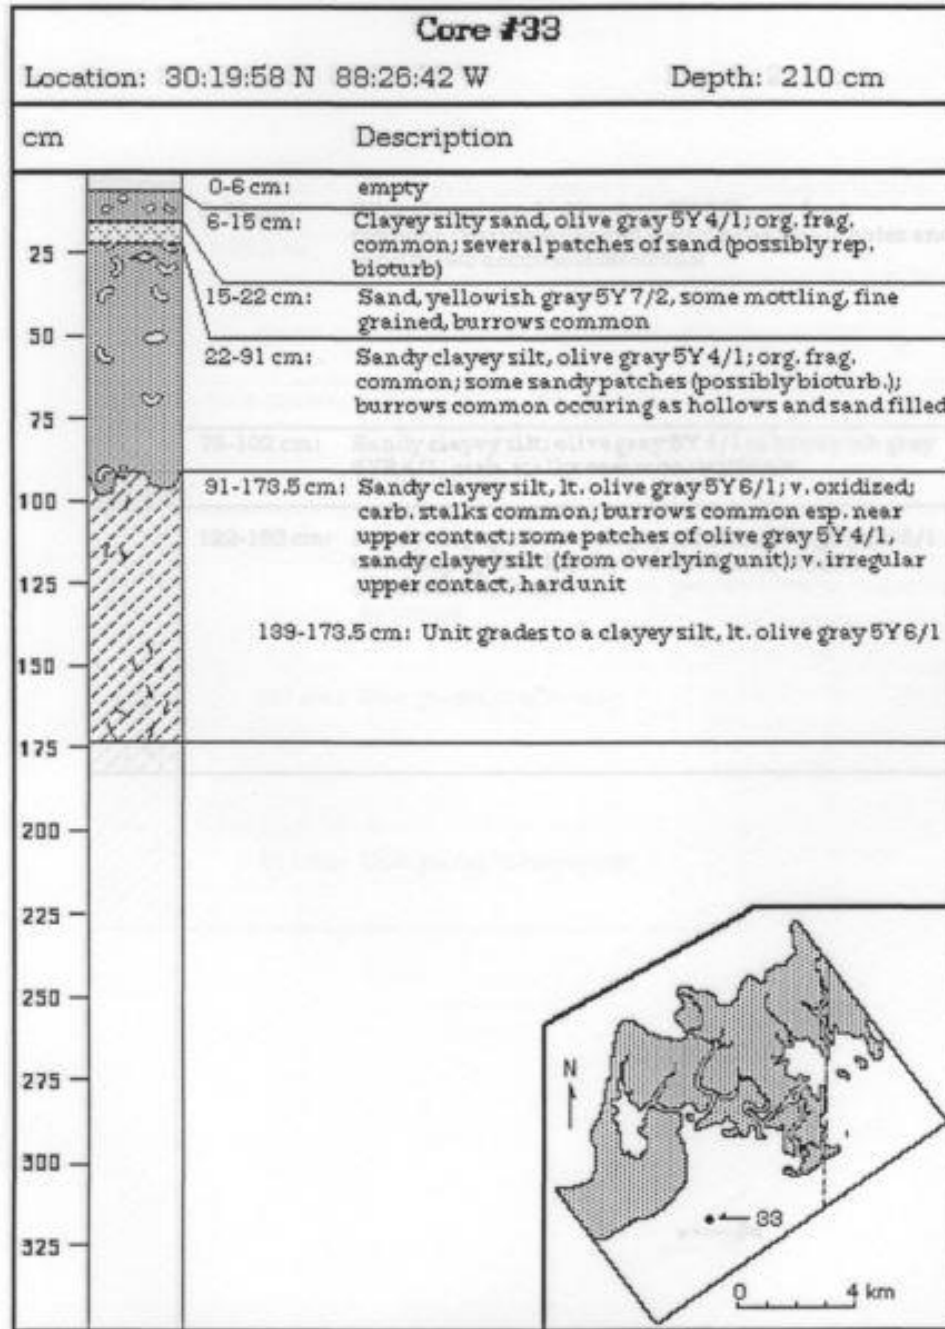 Core #33
Location: 30:19:58 N 88:26:42 W Depth: 210 cm
cm Description
0-6 cm: empty
6-15 cm: Clayey silty sand, olive gray 5Y 4/1; org. frag.
common; several patches of sand (possibly rep.
bioturb)
15-22 cm: Sand, yellowish gray 5Y 7/2, some mottling, fine
grained, burrows common
22-91 cm: Sandy clayey silt, olive gray 5Y 4/1; org. frag.
common; some sandy patches (possibly bioturb.);
burrows common occuring as hollows and sand filled
91-173.5 cm: Sandy clayey silt, lt. olive gray 5Y 6/1; v. oxidized;
carb. stalks common; burrows common esp. near
upper contact; some patches of olive gray 5Y 4/1,
sandy clayey silt (from overlying unit); v. irregular
upper contact, hard unit
139-173.5 cm: Unit grades to a clayey silt, lt. olive gray 5Y 6/1
25
50
75
100
125
150
175
200
225
250
275
300
325
N
33
0 4 km